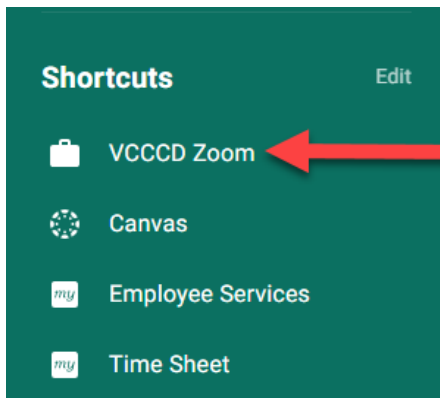 Shortcuts Edit
VCCCD Zoom
Canvas
my Employee Services
my Time Sheet